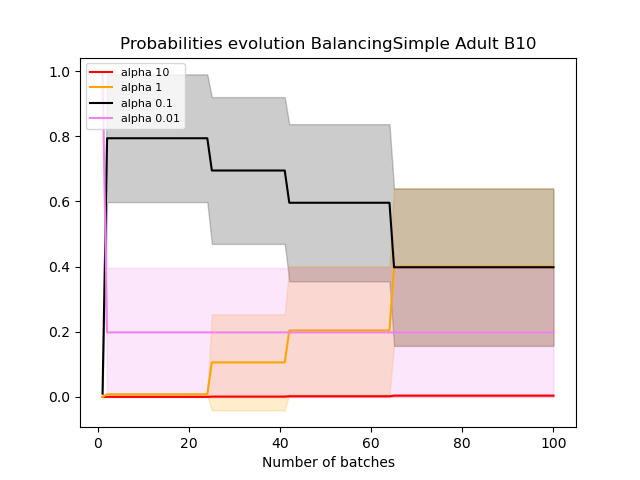 Probabilities evolution BalancingSimple Adult B10
alpha 10
alpha 1
alpha 0.1
alpha 0.01
1.0
0.8
0.6
0.4
0.2
0.0
0 20 40 60 80 100
Number of batches